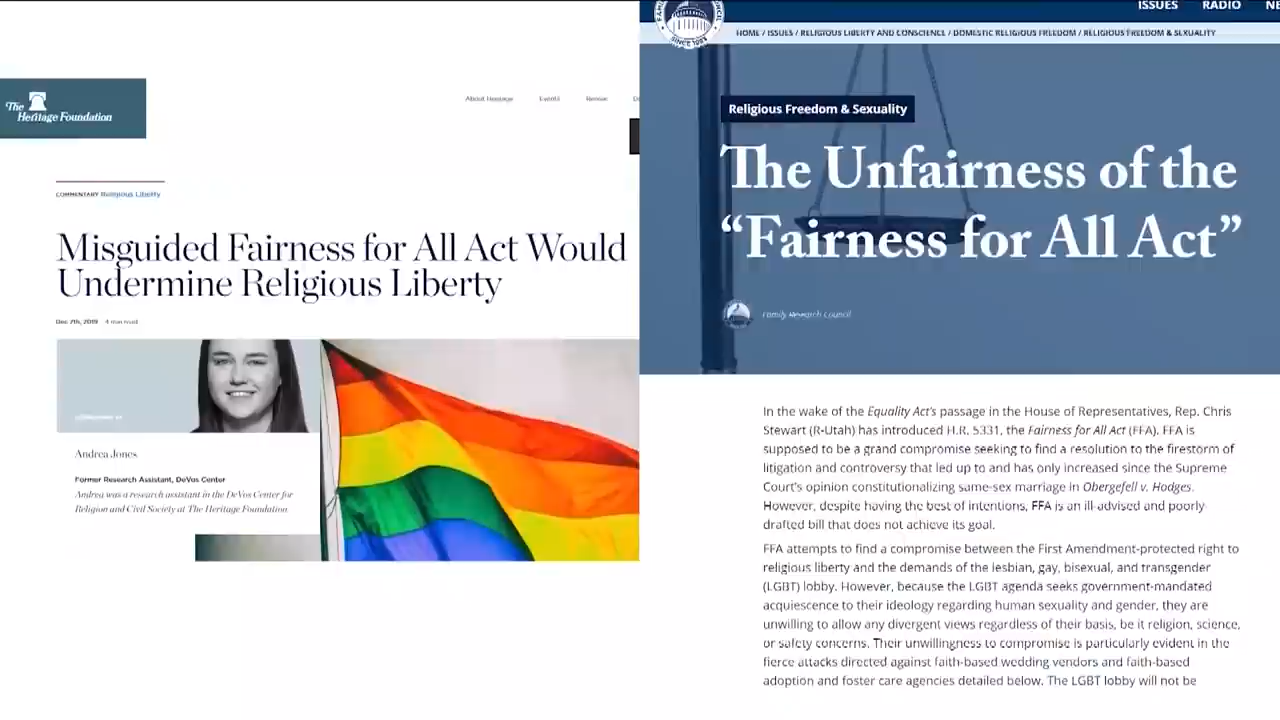 The
Heritage Foundation
About Heritage
Events
Renew
COMMENTARY Religious Liberty
Misguided Fairness for All Act Would
Undermine Religious Liberty
Dec 7th, 2019 4 min read
Andrea Jones
Former Research Assistant, DeVos Center
Andrea was a research assistant in the DeVos Center for
Religion and Civil Society at The Heritage Foundation.
ISSUES RADIO NE
SINCE 1983
HOME / ISSUES / RELIGIOUS LIBERTY AND CONSCIENCE / DOMESTIC RELIGIOUS FREEDOM / RELIGIOUS FREEDOM & SEXUALITY
Religious Freedom & Sexuality
The Unfairness of the
“Fairness for All Act”
Family Research Council
In the wake of the Equality Act's passage in the House of Representatives, Rep. Chris
Stewart (R-Utah) has introduced H.R. 5331, the Fairness for All Act (FFA). FFA is
supposed to be a grand compromise seeking to find a resolution to the firestorm of
litigation and controversy that led up to and has only increased since the Supreme
Court's opinion constitutionalizing same-sex marriage in Obergefell v. Hodges.
However, despite having the best of intentions, FFA is an ill-advised and poorly
drafted bill that does not achieve its goal.
FFA attempts to find a compromise between the First Amendment-protected right to
religious liberty and the demands of the lesbian, gay, bisexual, and transgender
(LGBT) lobby. However, because the LGBT agenda seeks government-mandated
acquiescence to their ideology regarding human sexuality and gender, they are
unwilling to allow any divergent views regardless of their basis, be it religion, science,
or safety concerns. Their unwillingness to compromise is particularly evident in the
fierce attacks directed against faith-based wedding vendors and faith-based
adoption and foster care agencies detailed below. The LGBT lobby will not be